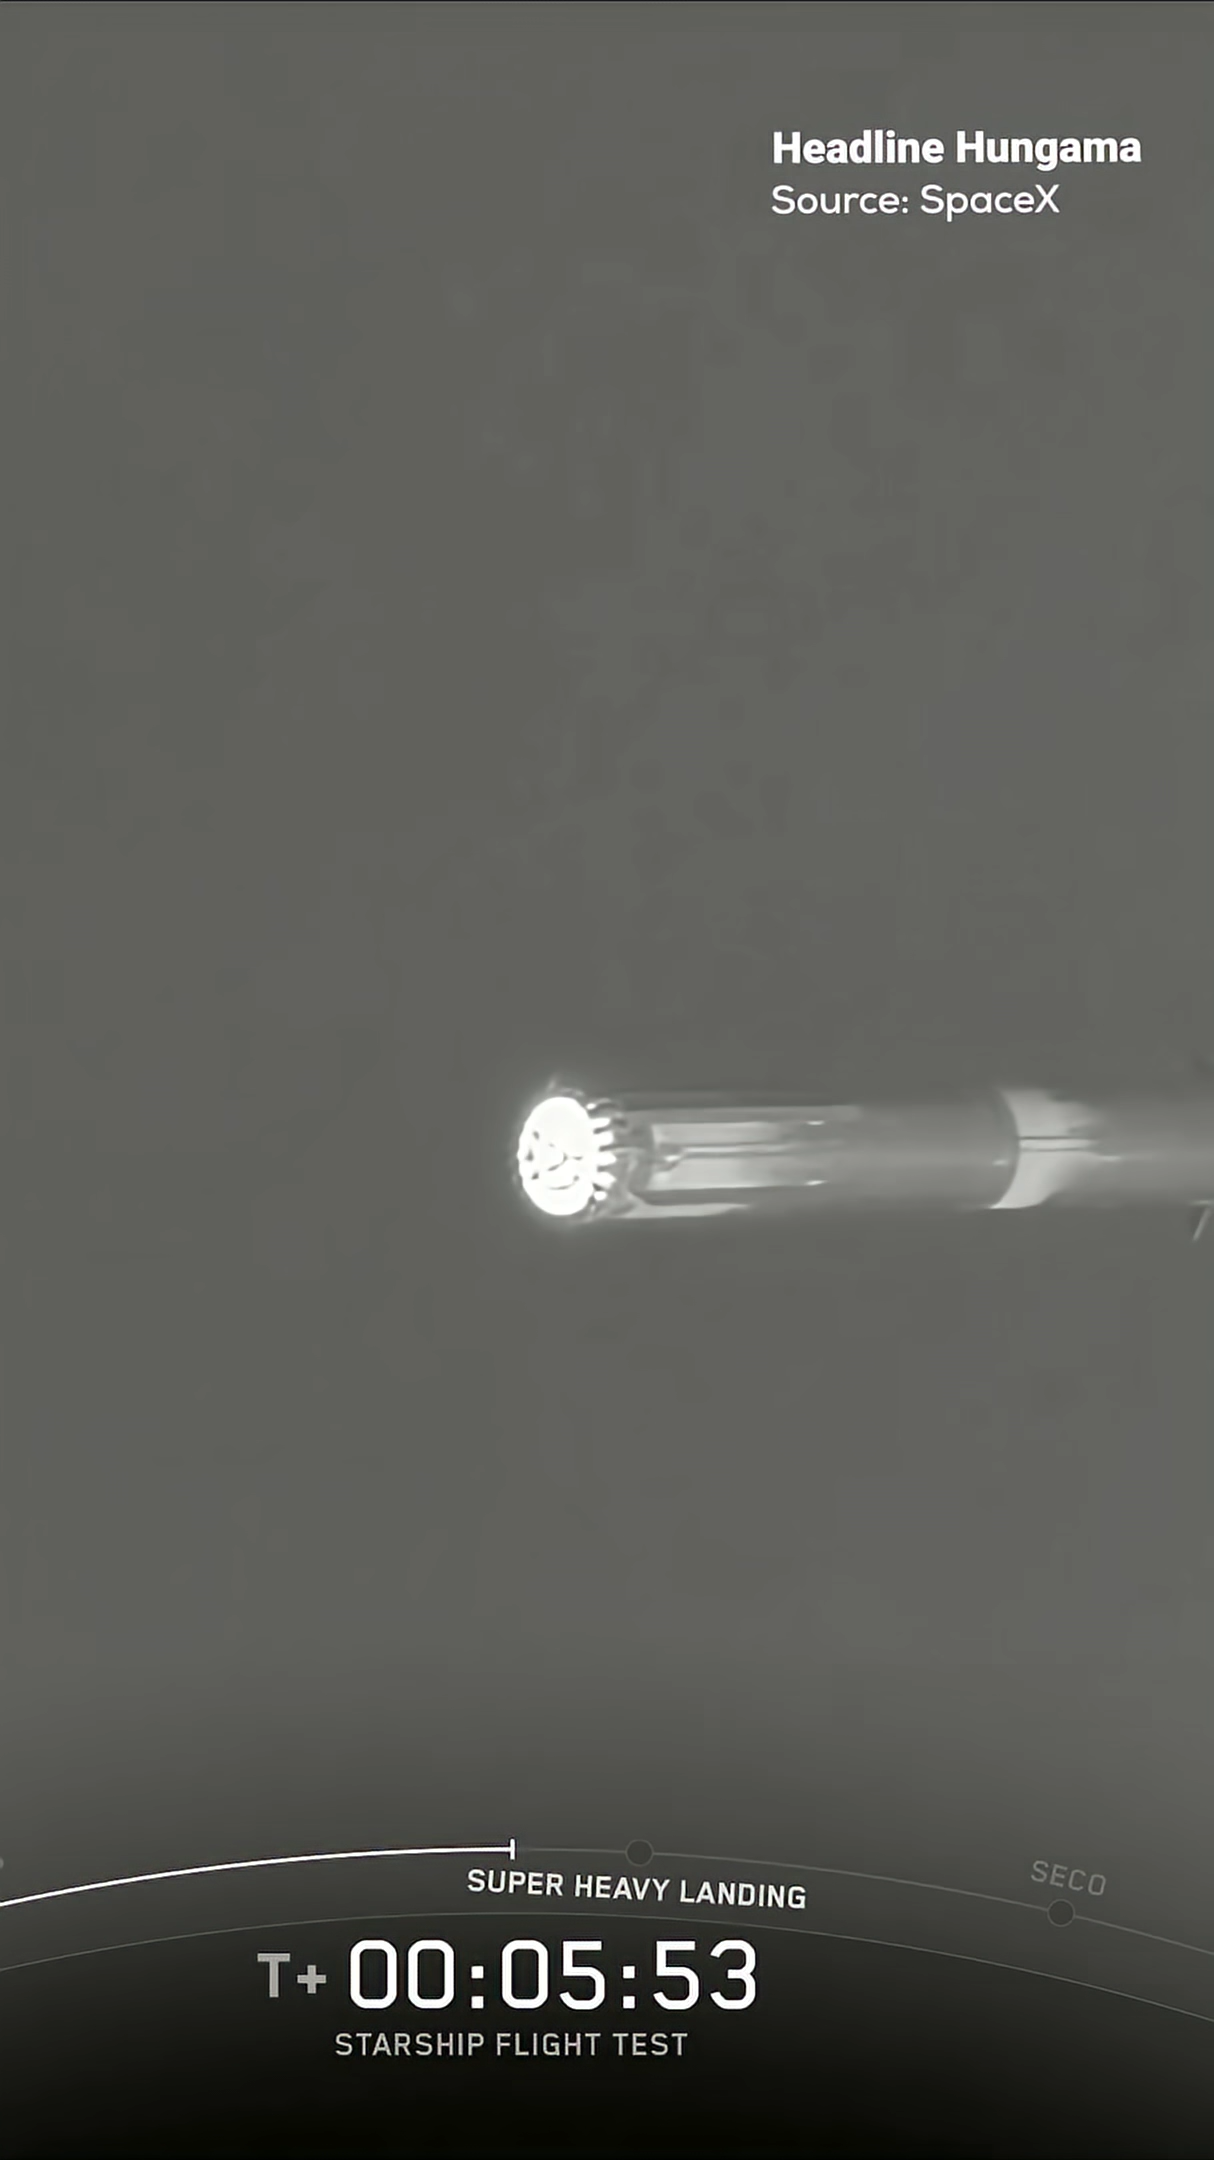 Headline Hungama
Source: SpaceX
SUPER HEAVY LANDING
SECO
T+ 00:05:53
STARSHIP FLIGHT TEST